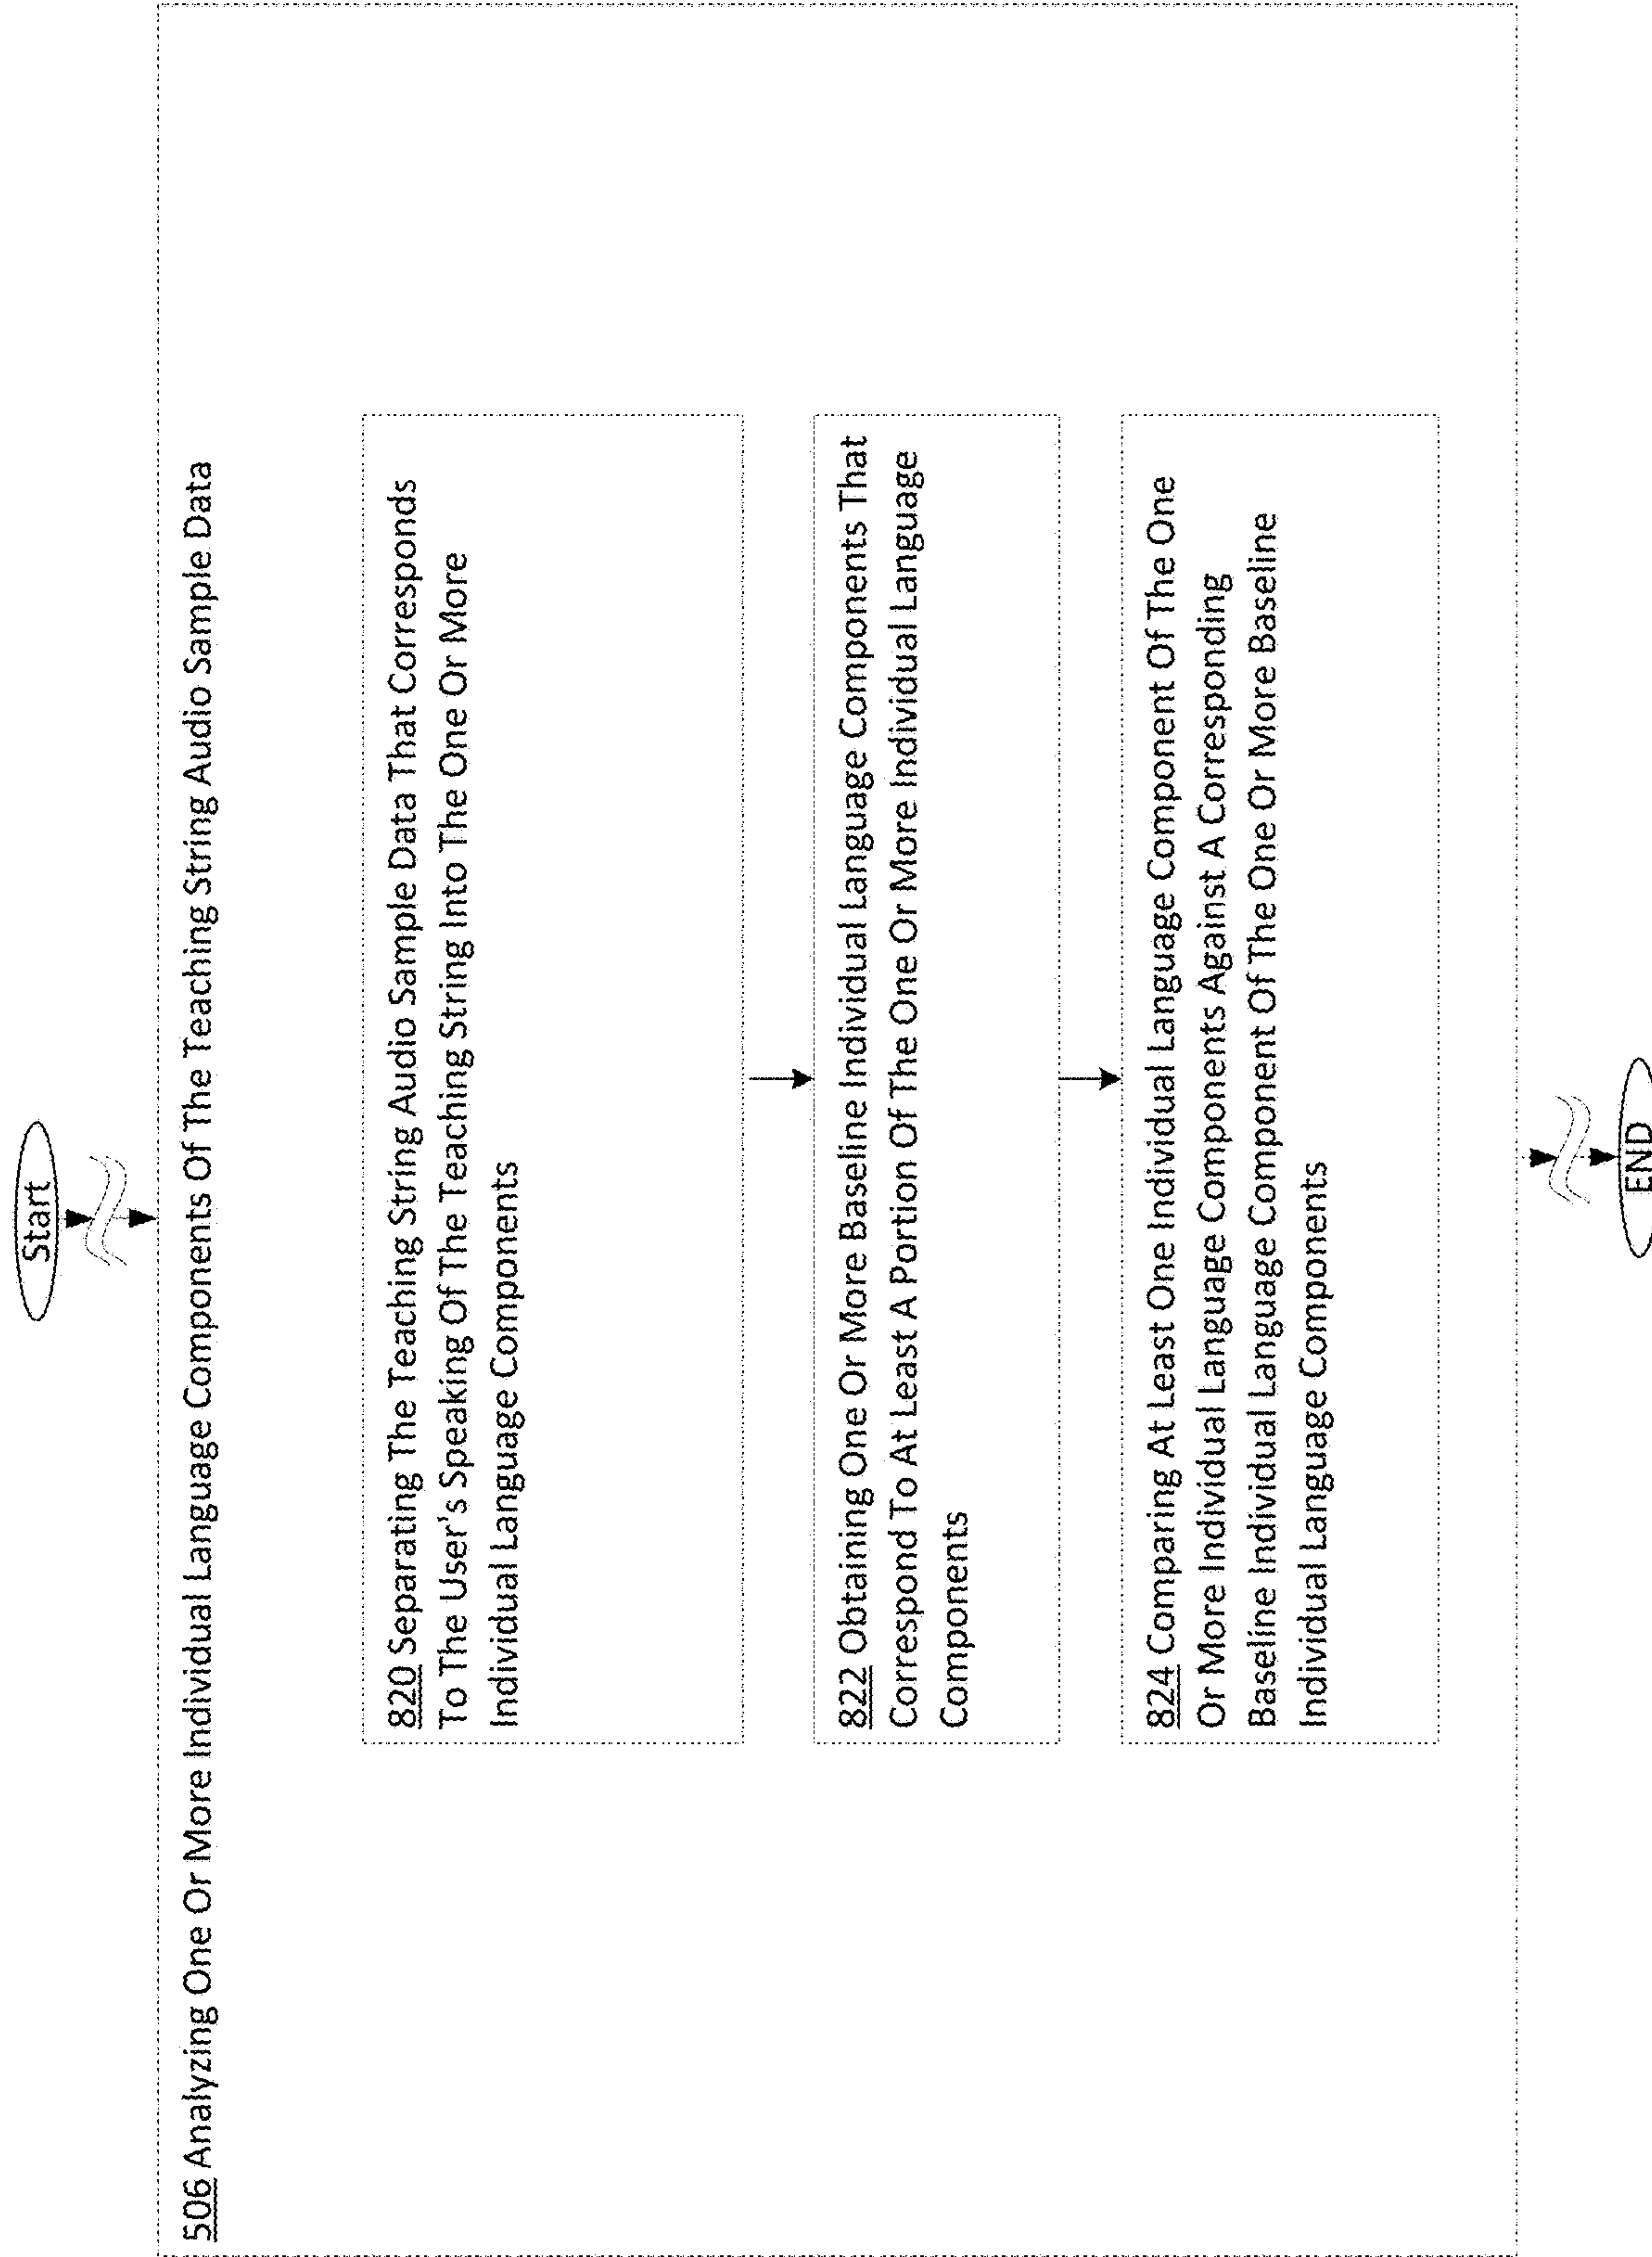 Start
506 Analyzing One Or More Individual Language Components Of The Teaching String Audio Sample Data
820 Separating The Teaching String Audio Sample Data That Corresponds
To The User's Speaking Of The Teaching String Into The One Or More
Individual Language Components
822 Obtaining One Or More Baseline Individual Language Components That
Correspond To At Least A Portion Of The One Or More Individual Language
Components
824 Comparing At Least One Individual Language Component Of The One
Or More Individual Language Components Against A Corresponding
Baseline Individual Language Component Of The One Or More Baseline
Individual Language Components
END